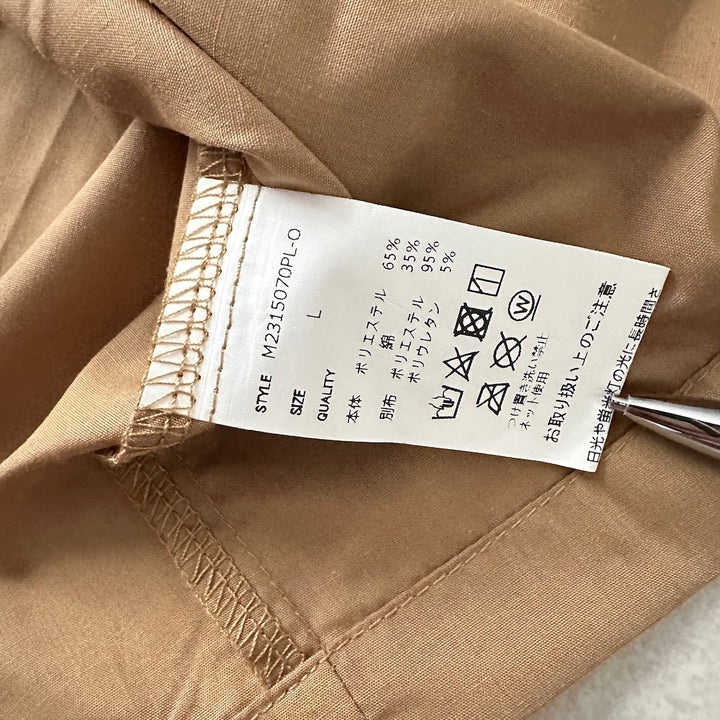 STYLE M2315070PL-O
SIZE L
QUALITY
本体 ポリエステル 65%
綿 35%
別布 ポリエステル 95%
ポリウレタン 5%
W
つけ置き洗い禁止
ネット使用
お取り扱い上のご注意
日光や蛍光灯の光に長時間さ